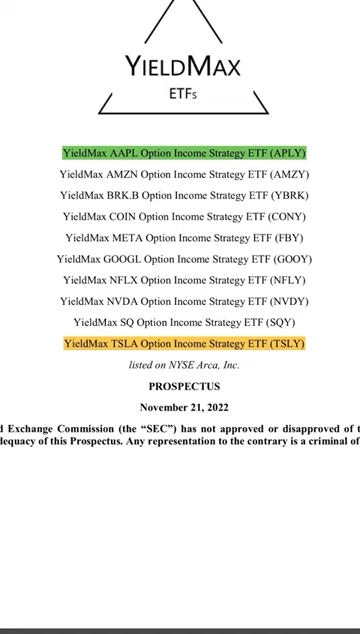 YIELDMAX
ETFs
YieldMax AAPL Option Income Strategy ETF (APLY)
YieldMax AMZN Option Income Strategy ETF (AMZY)
YieldMax BRK.B Option Income Strategy ETF (YBRK)
YieldMax COIN Option Income Strategy ETF (CONY)
YieldMax META Option Income Strategy ETF (FBY)
YieldMax GOOGL Option Income Strategy ETF (GOOY)
YieldMax NFLX Option Income Strategy ETF (NFLY)
YieldMax NVDA Option Income Strategy ETF (NVDY)
YieldMax SQ Option Income Strategy ETF (SQY)
YieldMax TSLA Option Income Strategy ETF (TSLY)
listed on NYSE Arca, Inc.
PROSPECTUS
November 21, 2022
d Exchange Commission (the “SEC”) has not approved or disapproved of t
dequacy of this Prospectus. Any representation to the contrary is a criminal of